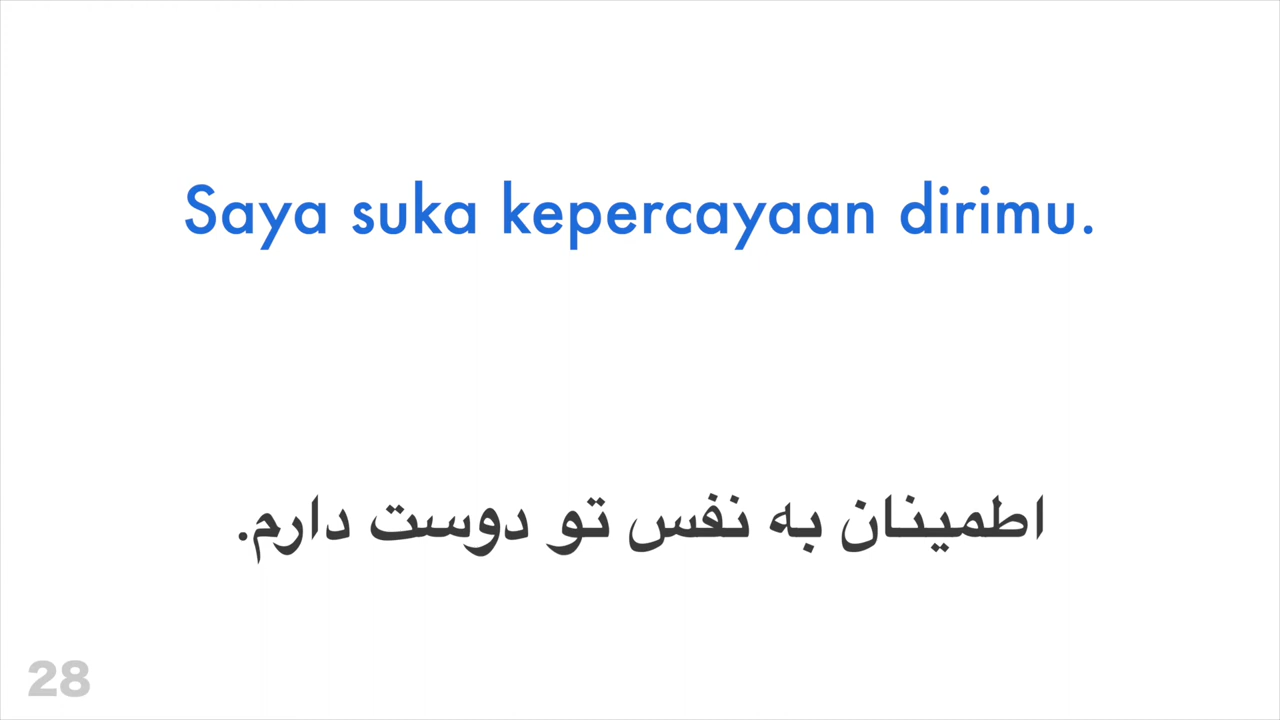 Saya suka kepercayaan dirimu.
اطمینان به نفس تو دوست دارم.
28